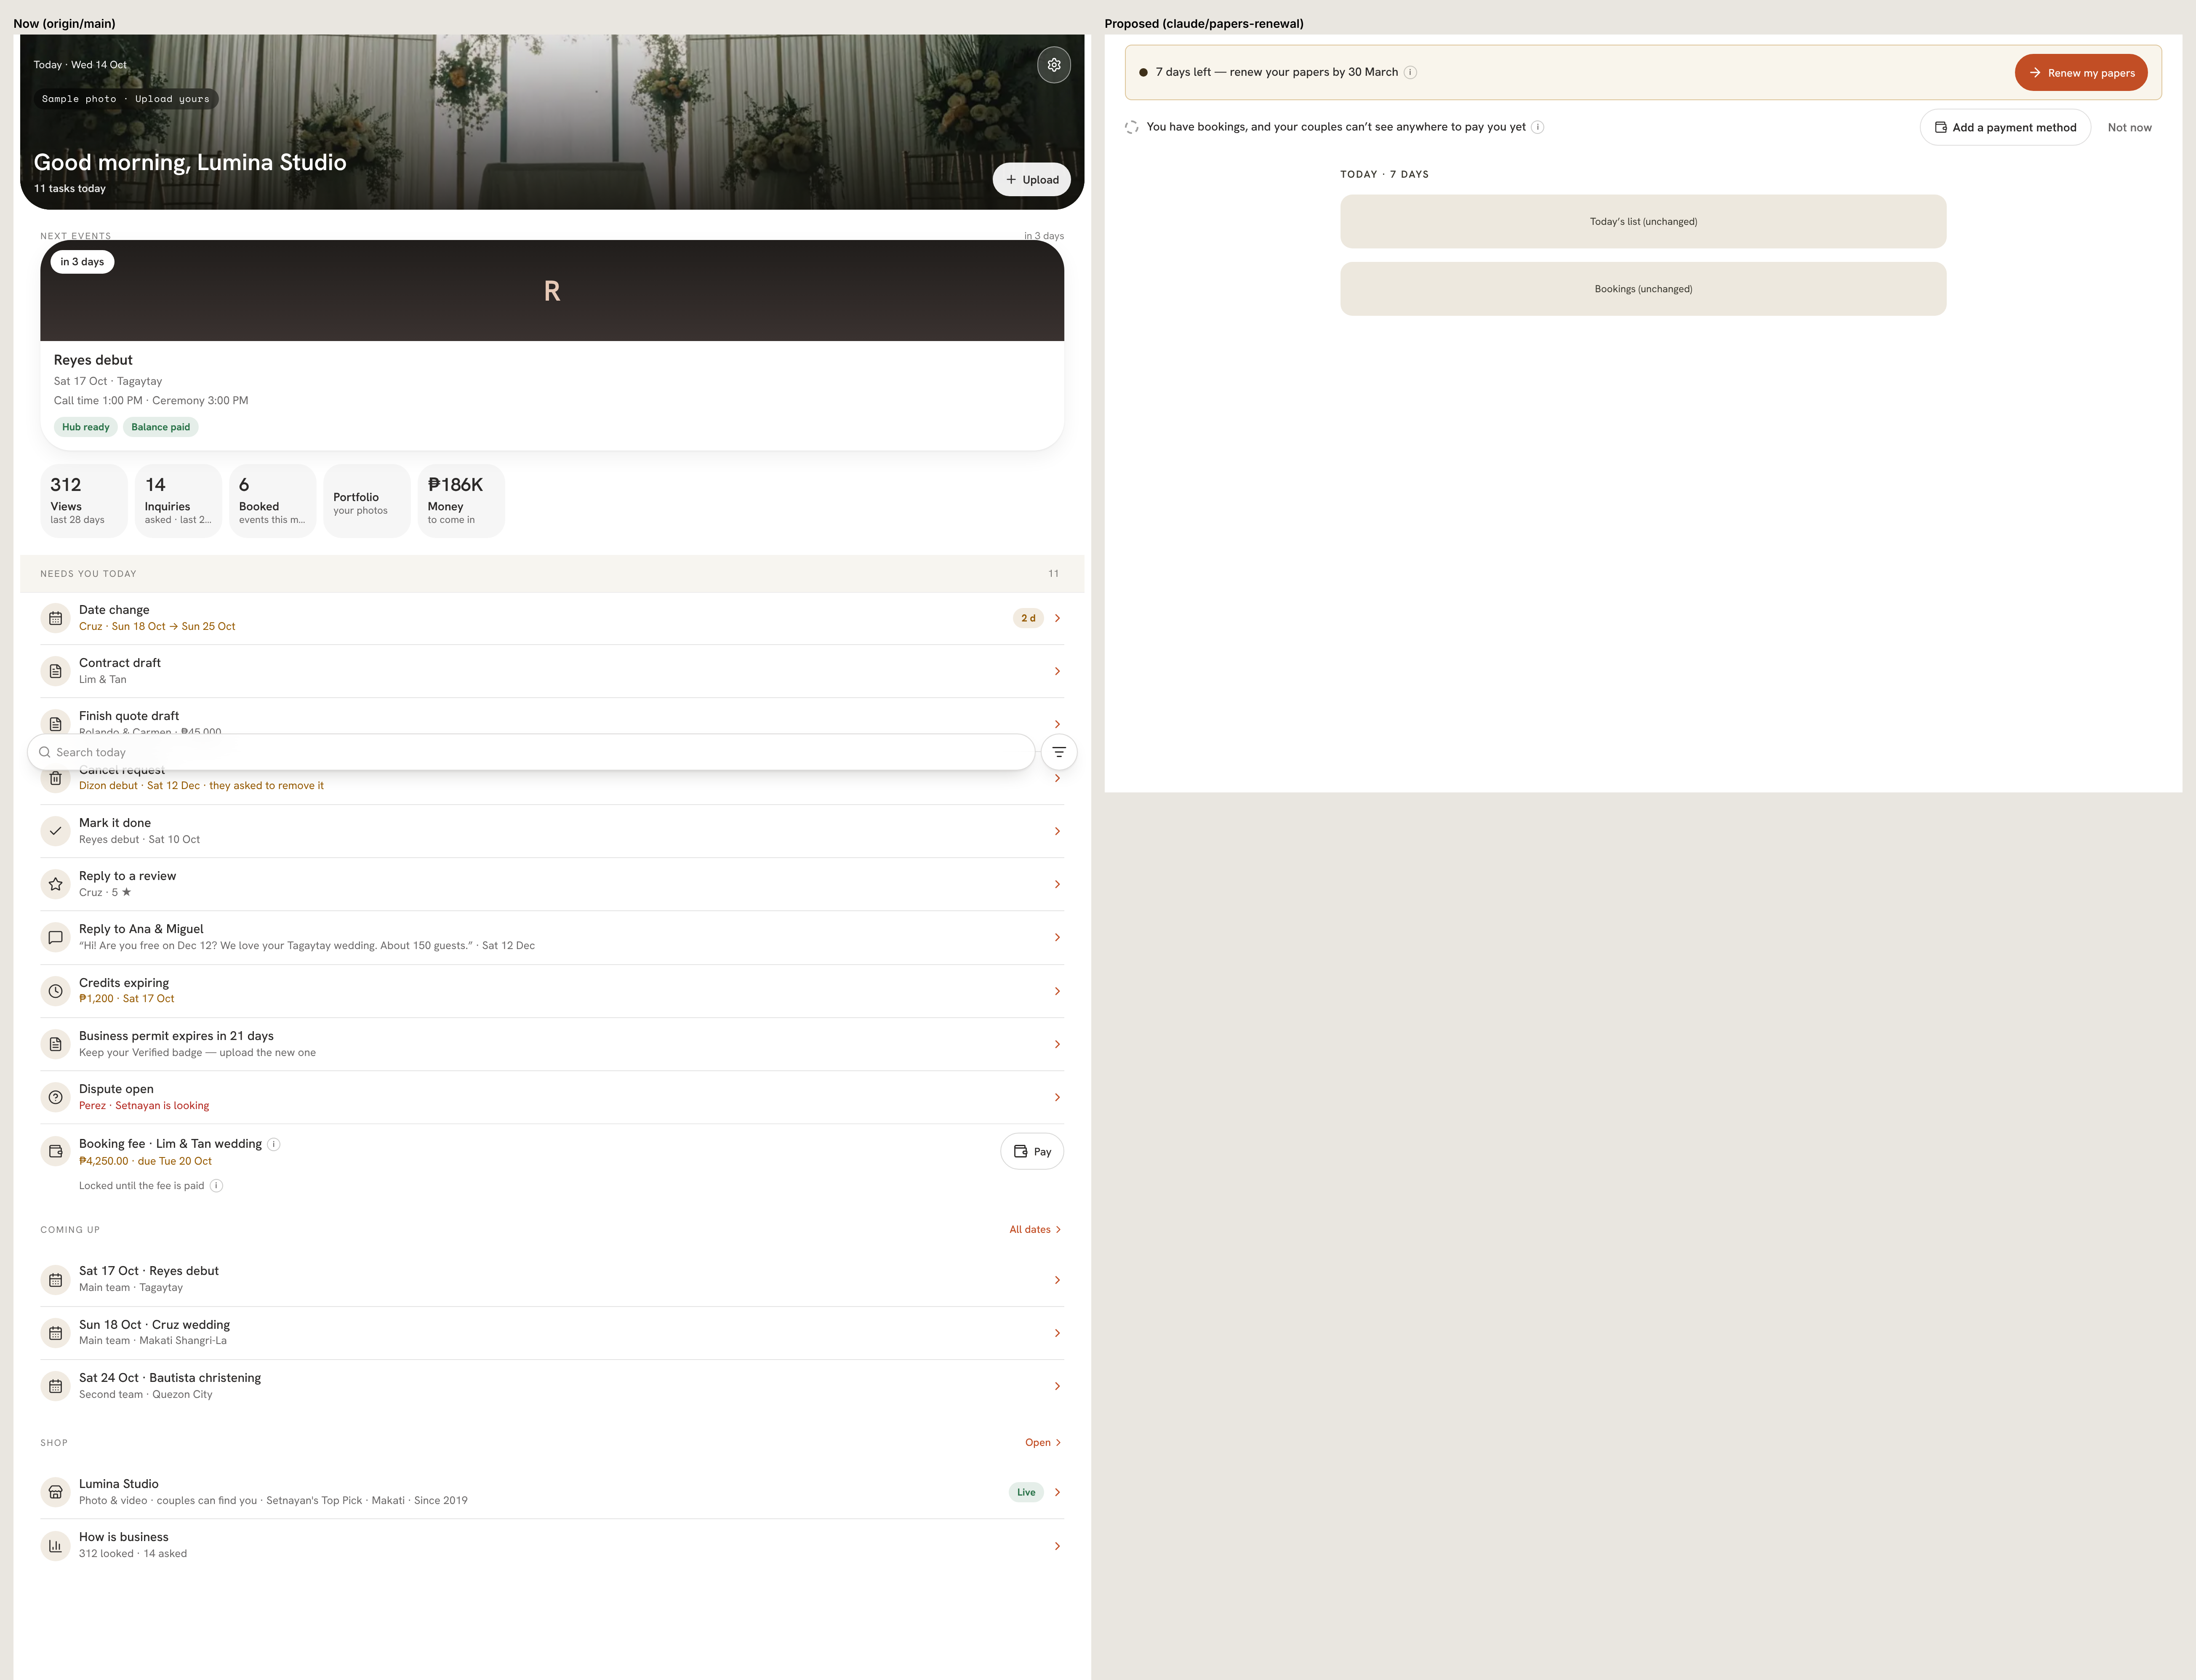 Now (origin/main)
Today · Wed 14 Oct
Sample photo · Upload yours
Good morning, Lumina Studio
11 tasks today
+ Upload
NEXT EVENTS
in 3 days
in 3 days
R
Reyes debut
Sat 17 Oct · Tagaytay
Call time 1:00 PM · Ceremony 3:00 PM
Hub ready
Balance paid
312
Views
last 28 days
14
Inquiries
asked · last 2...
6
Booked
events this m...
Portfolio
your photos
₱186K
Money
to come in
NEEDS YOU TODAY
11
Date change
Cruz · Sun 18 Oct → Sun 25 Oct
2 d
Contract draft
Lim & Tan
Finish quote draft
Rolando & Carmen · ₱45,000
Search today
Cancel request
Dizon debut · Sat 12 Dec · they asked to remove it
Mark it done
Reyes debut · Sat 10 Oct
Reply to a review
Cruz · 5 ★
Reply to Ana & Miguel
“Hi! Are you free on Dec 12? We love your Tagaytay wedding. About 150 guests.” · Sat 12 Dec
Credits expiring
₱1,200 · Sat 17 Oct
Business permit expires in 21 days
Keep your Verified badge — upload the new one
Dispute open
Perez · Setnayan is looking
Booking fee · Lim & Tan wedding i
₱4,250.00 · due Tue 20 Oct
Pay
Locked until the fee is paid i
COMING UP
All dates
Sat 17 Oct · Reyes debut
Main team · Tagaytay
Sun 18 Oct · Cruz wedding
Main team · Makati Shangri-La
Sat 24 Oct · Bautista christening
Second team · Quezon City
SHOP
Open
Lumina Studio
Photo & video · couples can find you · Setnayan's Top Pick · Makati · Since 2019
Live
How is business
312 looked · 14 asked
Proposed (claude/papers-renewal)
7 days left — renew your papers by 30 March i
Renew my papers
You have bookings, and your couples can’t see anywhere to pay you yet i
Add a payment method
Not now
TODAY · 7 DAYS
Today’s list (unchanged)
Bookings (unchanged)